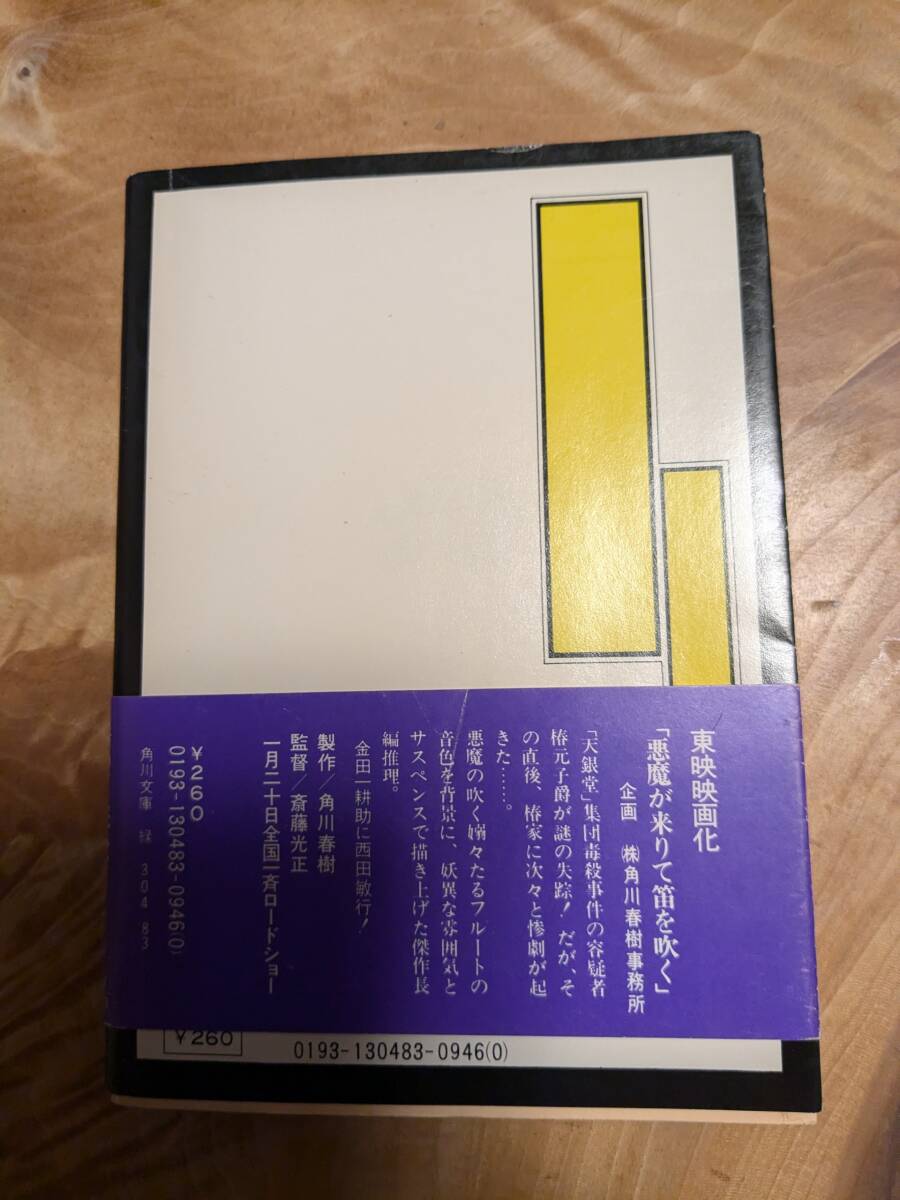 東映映画化
「悪魔が来りて笛を吹く」
企画 ㈱角川春樹事務所
「天銀堂」集団毒殺事件の容疑者
椿元子爵が謎の失踪！だが、そ
の直後、椿家に次々と惨劇が起
きた……。
悪魔の吹く嫋々たるフルートの
音色を背景に、妖異な雰囲気と
サスペンスで描き上げた傑作長
編推理。
金田一耕助に西田敏行！
製作／角川春樹
監督／斎藤光正
一月二十日全国一斉ロードショー
¥260
0193-130483-0946(0)
角川文庫 緑 304 83
¥260
0193-130483-0946(0)